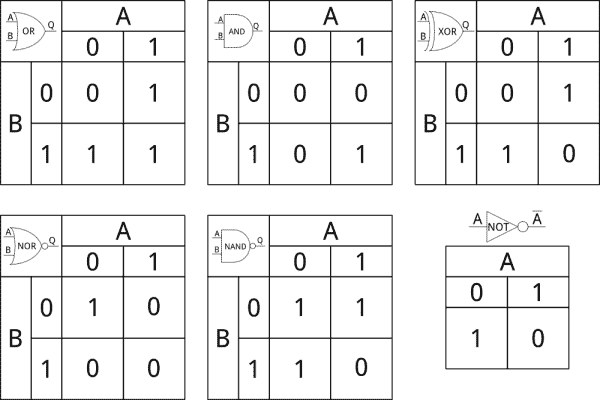 A B OR Q A
0 1
B 0 0 1
1 1 1
A B AND Q A
0 1
B 0 0 0
1 0 1
A B XOR Q A
0 1
B 0 0 1
1 1 0
A B NOR Q A
0 1
B 0 1 0
1 0 0
A B NAND Q A
0 1
B 0 1 1
1 1 0
A NOT A̅
A
0 1
1 0